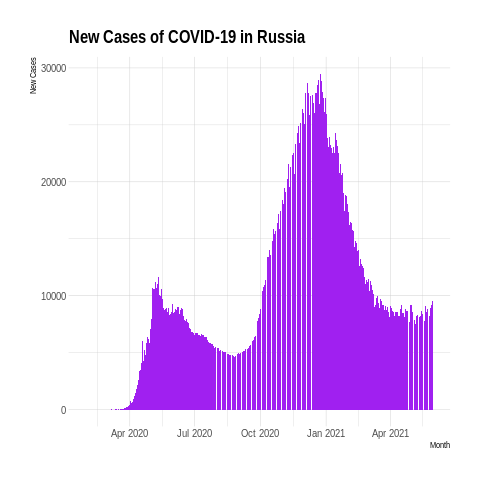 New Cases of COVID-19 in Russia
New Cases
30000
20000
10000
0
Apr 2020 Jul 2020 Oct 2020 Jan 2021 Apr 2021
Month